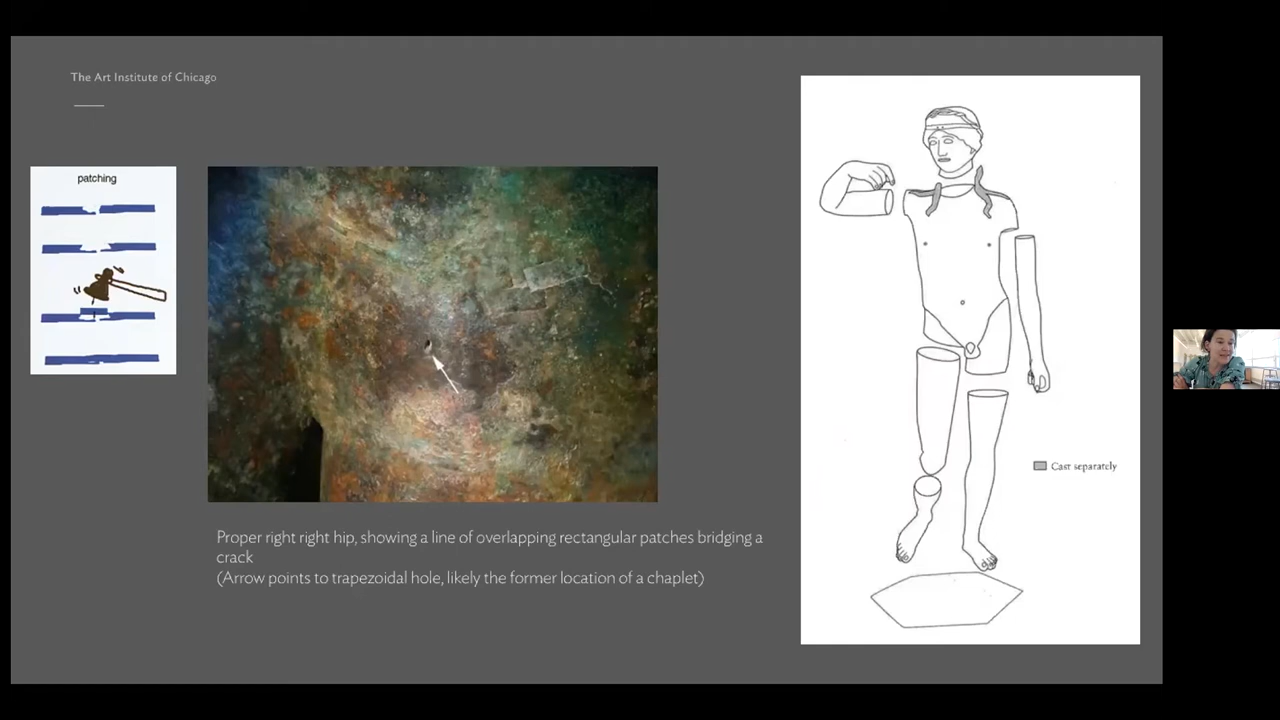 The Art Institute of Chicago
patching
Proper right right hip, showing a line of overlapping rectangular patches bridging a
crack
(Arrow points to trapezoidal hole, likely the former location of a chaplet)
Cast separately